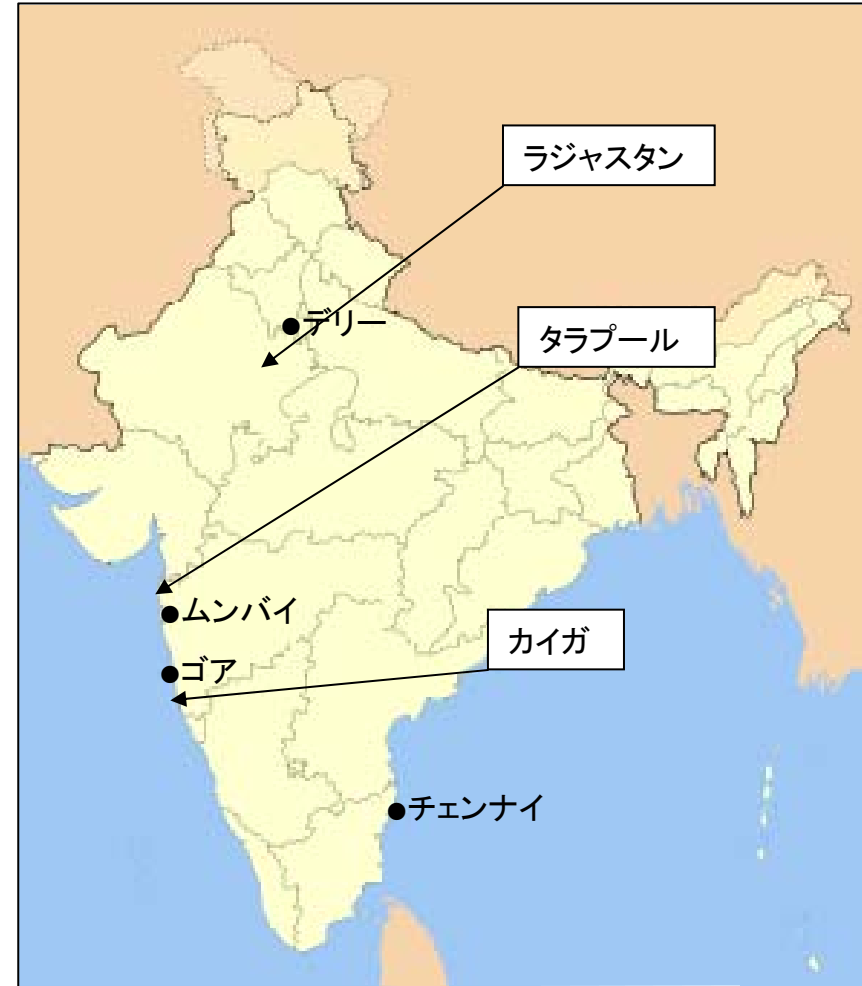 ラジャスタン
デリー
タラプール
ムンバイ
カイガ
ゴア
チェンナイ